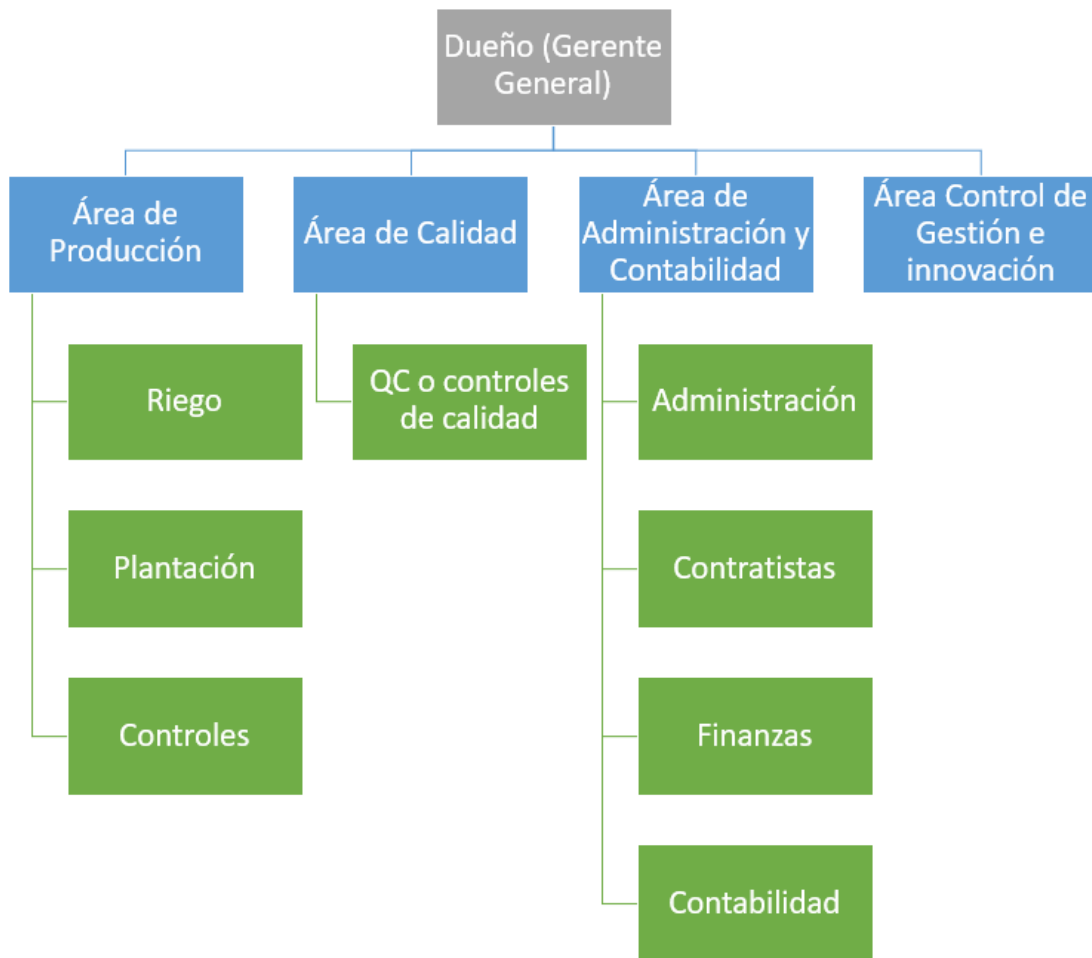 Dueño (Gerente
General)
Área de
Producción
Área de Calidad
Área de
Administración y
Contabilidad
Área Control de
Gestión e
innovación
Riego
Plantación
Controles
QC o controles
de calidad
Administración
Contratistas
Finanzas
Contabilidad